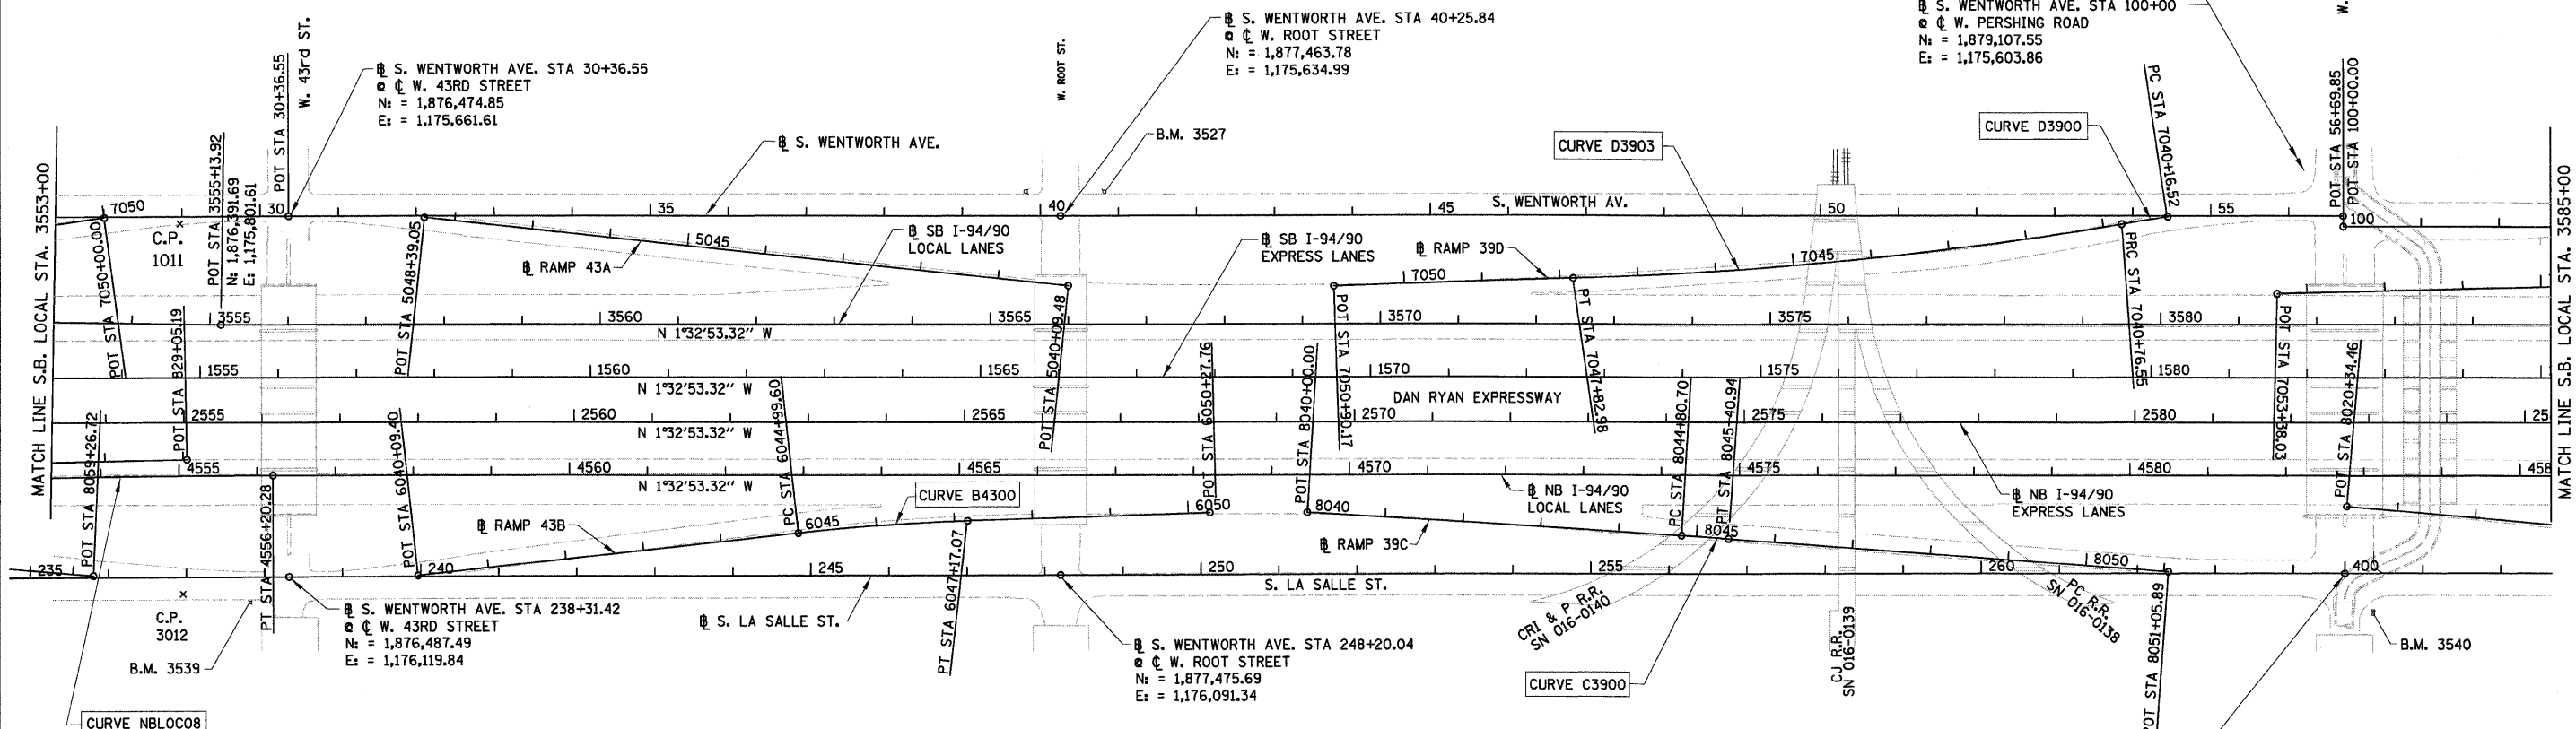 MATCH LINE S.B. LOCAL STA. 3553+00
POT STA 30+36.55
W. 43rd ST.
℄ S. WENTWORTH AVE. STA 30+36.55
@ ℄ W. 43RD STREET
N: = 1,876,474.85
E: = 1,175,661.61
℄ S. WENTWORTH AVE.
W. ROOT ST.
℄ S. WENTWORTH AVE. STA 40+25.84
@ ℄ W. ROOT STREET
N: = 1,877,463.78
E: = 1,175,634.99
B.M. 3527
CURVE D3903
CURVE D3900
℄ S. WENTWORTH AVE. STA 100+00
@ ℄ W. PERSHING ROAD
N: = 1,879,107.55
E: = 1,175,603.86
PC STA 7040+16.52
W.
POT STA 56+69.85
POT STA 100+00.00
MATCH LINE S.B. LOCAL STA. 3585+00
7050
30
35
40
45
S. WENTWORTH AV.
50
55
100
C.P.
1011
POT STA 7050+00.00
POT STA 3555+13.92
N: 1,876,391.69
E: 1,175,801.61
POT STA 5048+39.05
5045
℄ RAMP 43A
℄ SB I-94/90
LOCAL LANES
℄ SB I-94/90
EXPRESS LANES
℄ RAMP 39D
7050
7045
PRC STA 7040+76.55
POT STA 5040+09.48
POT STA 7050+90.17
PT STA 7047+82.98
POT STA 7053+38.03
3555
3560
3565
3570
3575
3580
N 1°32'53.32" W
1555
1560
1565
1570
1575
1580
N 1°32'53.32" W
DAN RYAN EXPRESSWAY
POT STA 829+05.19
2555
2560
2565
2570
2575
2580
25
N 1°32'53.32" W
4555
4560
4565
4570
4575
4580
458
N 1°32'53.32" W
POT STA 8059+26.72
PT STA 4556+20.28
POT STA 6040+09.40
PC STA 6044+99.60
POT STA 6050+27.76
POT STA 8040+00.00
PC STA 8044+80.70
PT STA 8045+40.94
POT STA 8020+34.46
℄ RAMP 43B
6045
CURVE B4300
6050
8040
℄ RAMP 39C
℄ NB I-94/90
LOCAL LANES
8045
℄ NB I-94/90
EXPRESS LANES
8050
235
240
245
250
S. LA SALLE ST.
255
260
400
C.P.
3012
B.M. 3539
℄ S. WENTWORTH AVE. STA 238+31.42
@ ℄ W. 43RD STREET
N: = 1,876,487.49
E: = 1,176,119.84
℄ S. LA SALLE ST.
PT STA 6047+17.07
℄ S. WENTWORTH AVE. STA 248+20.04
@ ℄ W. ROOT STREET
N: = 1,877,475.69
E: = 1,176,091.34
CRI & P R.R.
SN 016-0140
CURVE C3900
CJ R.R.
SN 016-0139
PC R.R.
SN 016-0138
POT STA 8051+05.89
B.M. 3540
CURVE NBLOC08